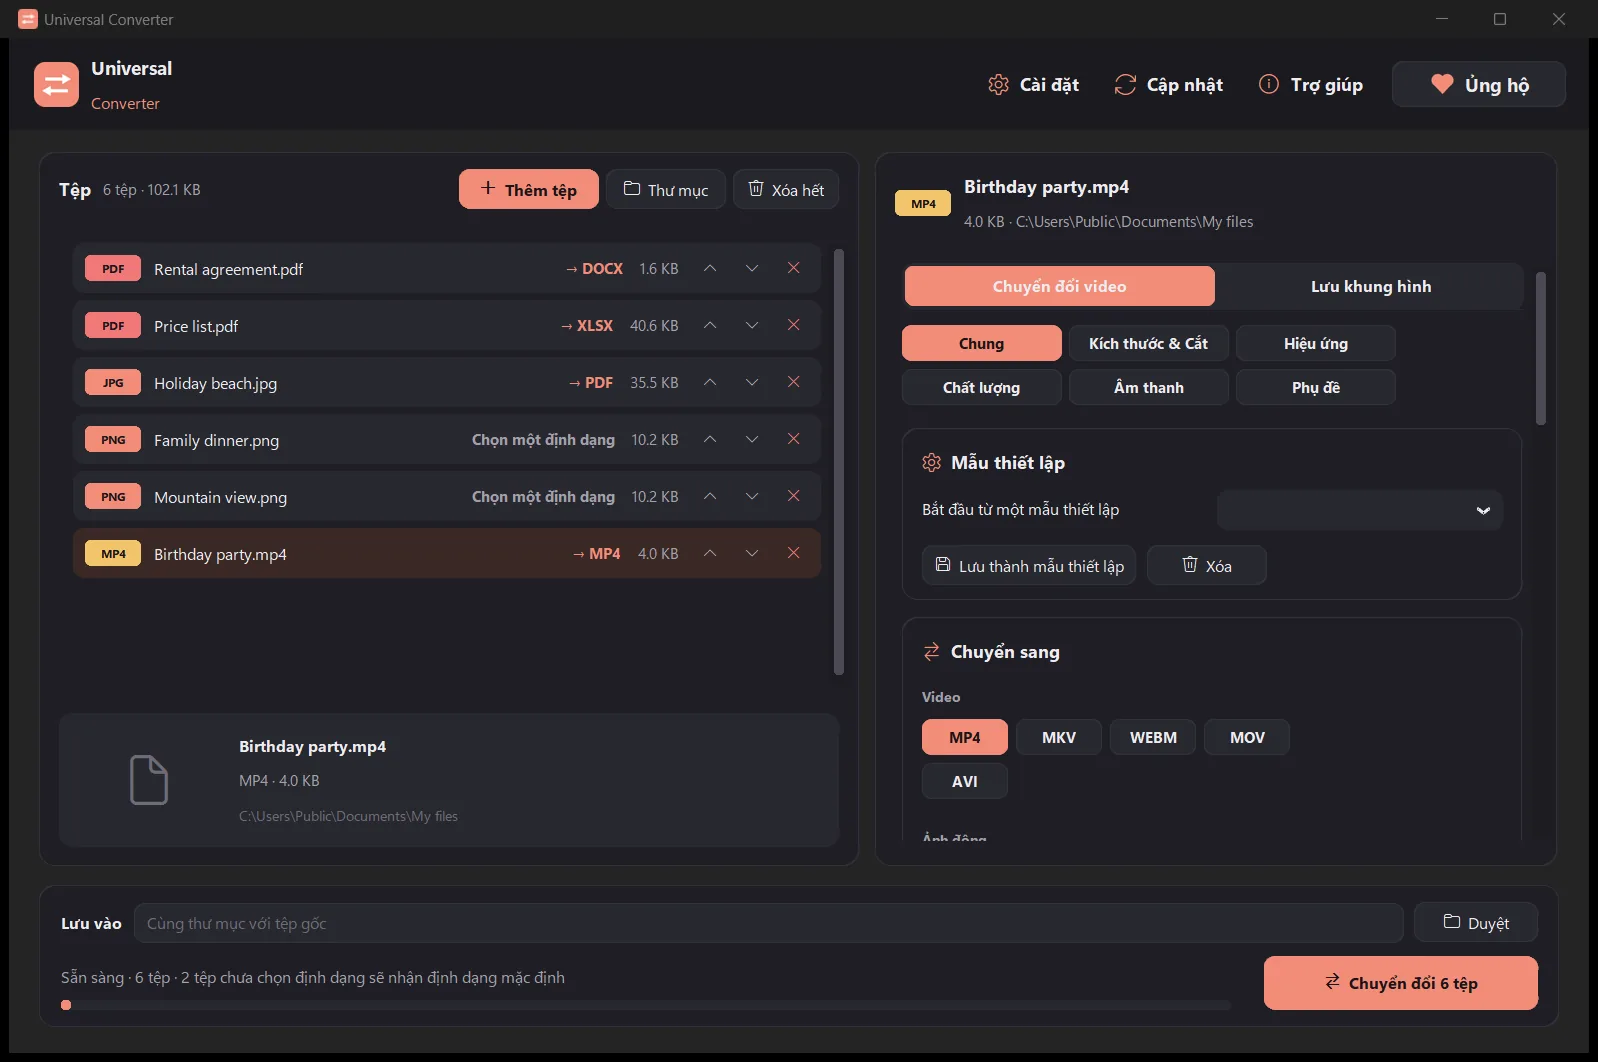 Universal Converter
Universal
Converter
Cài đặt
Cập nhật
Trợ giúp
Ủng hộ
Tệp 6 tệp · 102.1 KB
Thêm tệp
Thư mục
Xóa hết
PDF Rental agreement.pdf → DOCX 1.6 KB
PDF Price list.pdf → XLSX 40.6 KB
JPG Holiday beach.jpg → PDF 35.5 KB
PNG Family dinner.png Chọn một định dạng 10.2 KB
PNG Mountain view.png Chọn một định dạng 10.2 KB
MP4 Birthday party.mp4 → MP4 4.0 KB
Birthday party.mp4
MP4 · 4.0 KB
C:\Users\Public\Documents\My files
MP4
Birthday party.mp4
4.0 KB · C:\Users\Public\Documents\My files
Chuyển đổi video
Lưu khung hình
Chung
Kích thước & Cắt
Hiệu ứng
Chất lượng
Âm thanh
Phụ đề
Mẫu thiết lập
Bắt đầu từ một mẫu thiết lập
Lưu thành mẫu thiết lập
Xóa
Chuyển sang
Video
MP4
MKV
WEBM
MOV
AVI
Ảnh động
Lưu vào
Cùng thư mục với tệp gốc
Duyệt
Sẵn sàng · 6 tệp · 2 tệp chưa chọn định dạng sẽ nhận định dạng mặc định
Chuyển đổi 6 tệp